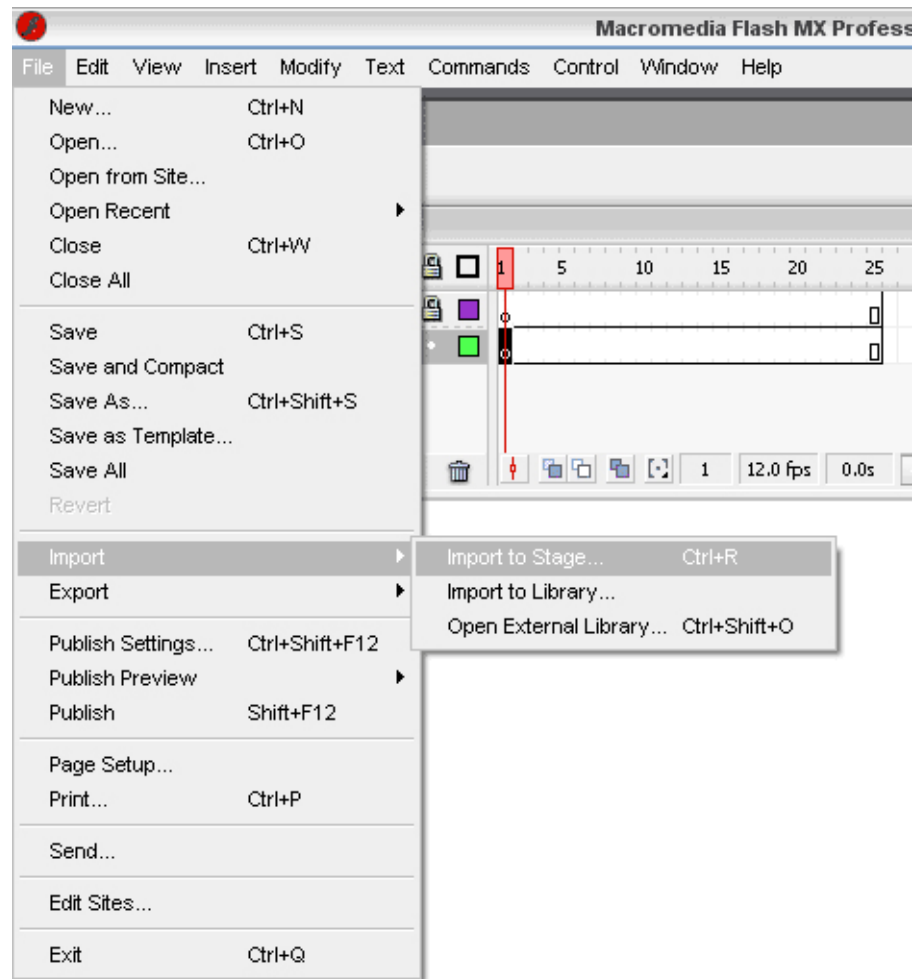 Macromedia Flash MX Profess
File Edit View Insert Modify Text Commands Control Window Help
New... Ctrl+N
Open... Ctrl+O
Open from Site...
Open Recent
Close Ctrl+W
Close All
1 5 10 15 20 25
Save Ctrl+S
Save and Compact
Save As... Ctrl+Shift+S
Save as Template...
Save All
1 12.0 fps 0.0s
Revert
Import
Import to Stage... Ctrl+R
Export
Import to Library...
Open External Library... Ctrl+Shift+O
Publish Settings... Ctrl+Shift+F12
Publish Preview
Publish Shift+F12
Page Setup...
Print... Ctrl+P
Send...
Edit Sites...
Exit Ctrl+Q